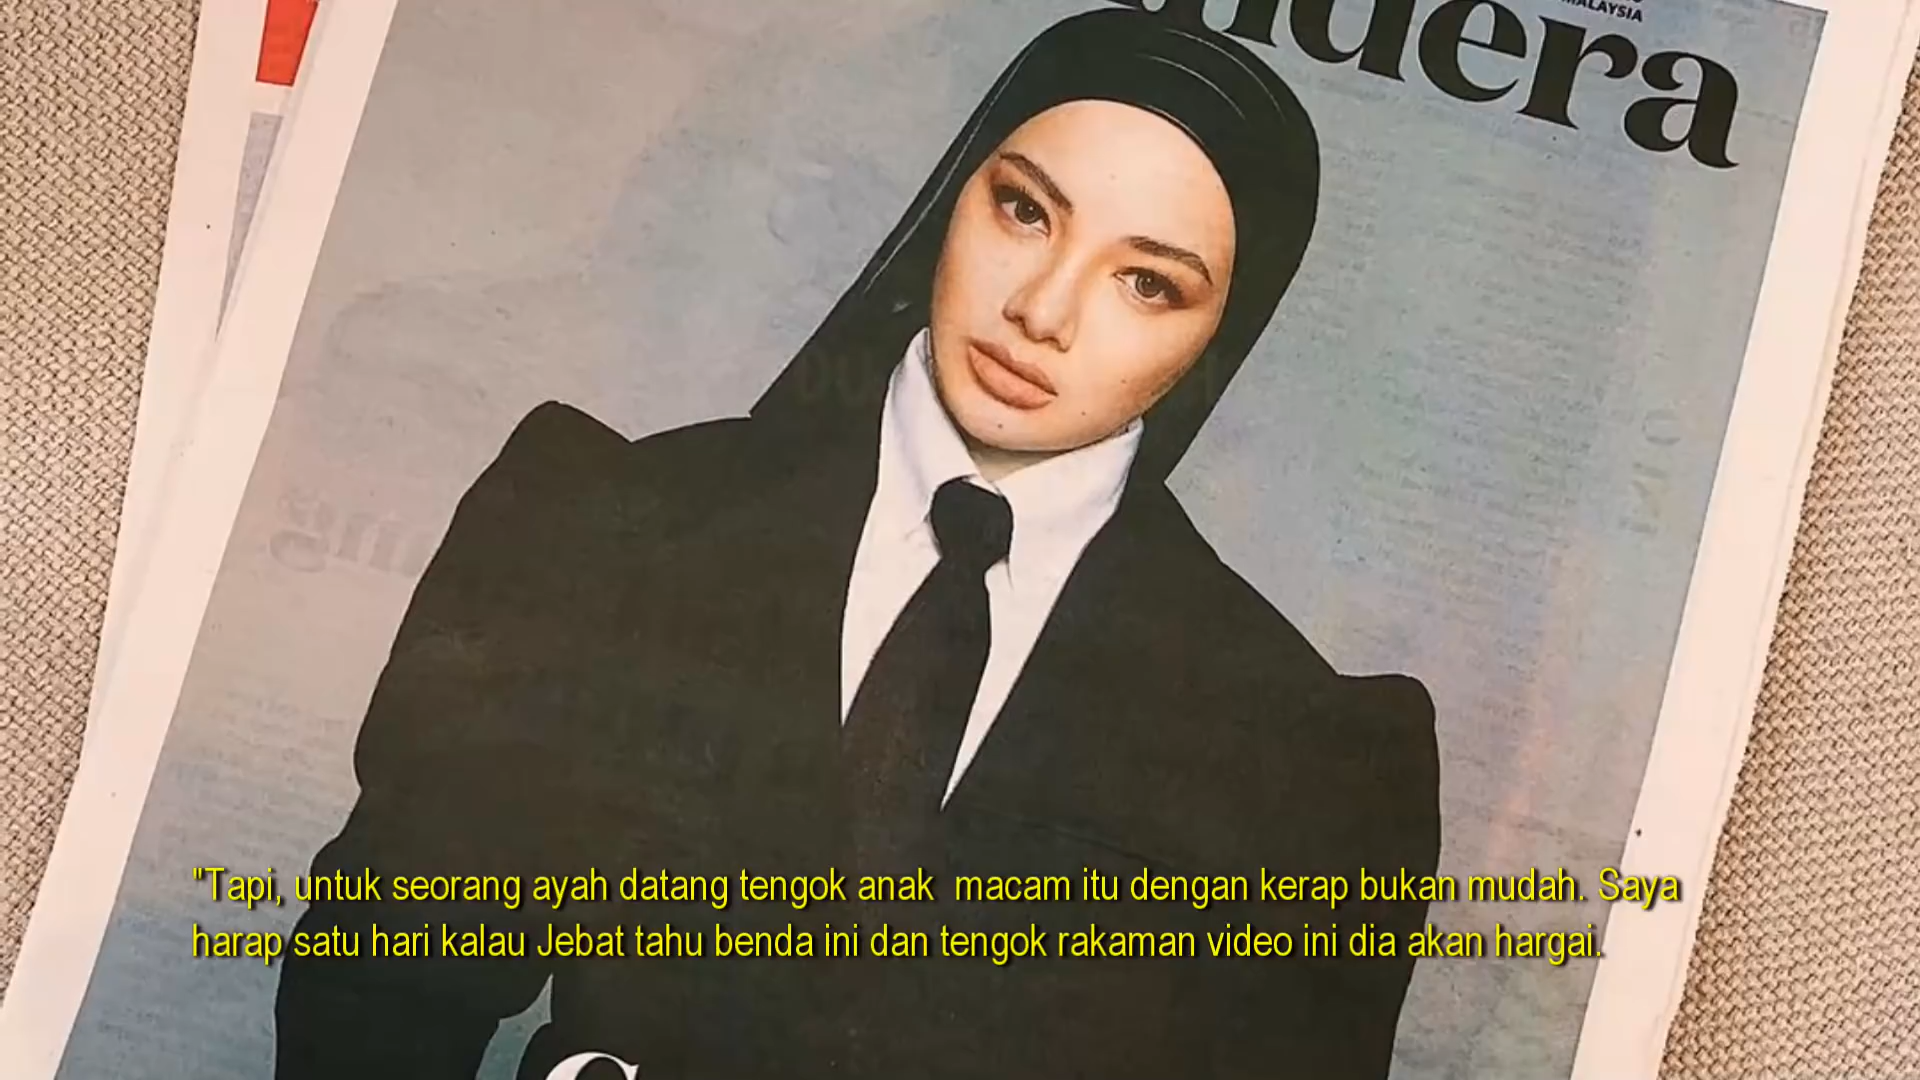 MALAYSIA
"Tapi, untuk seorang ayah datang tengok anak  macam itu dengan kerap bukan mudah. Saya
harap satu hari kalau Jebat tahu benda ini dan tengok rakaman video ini dia akan hargai.